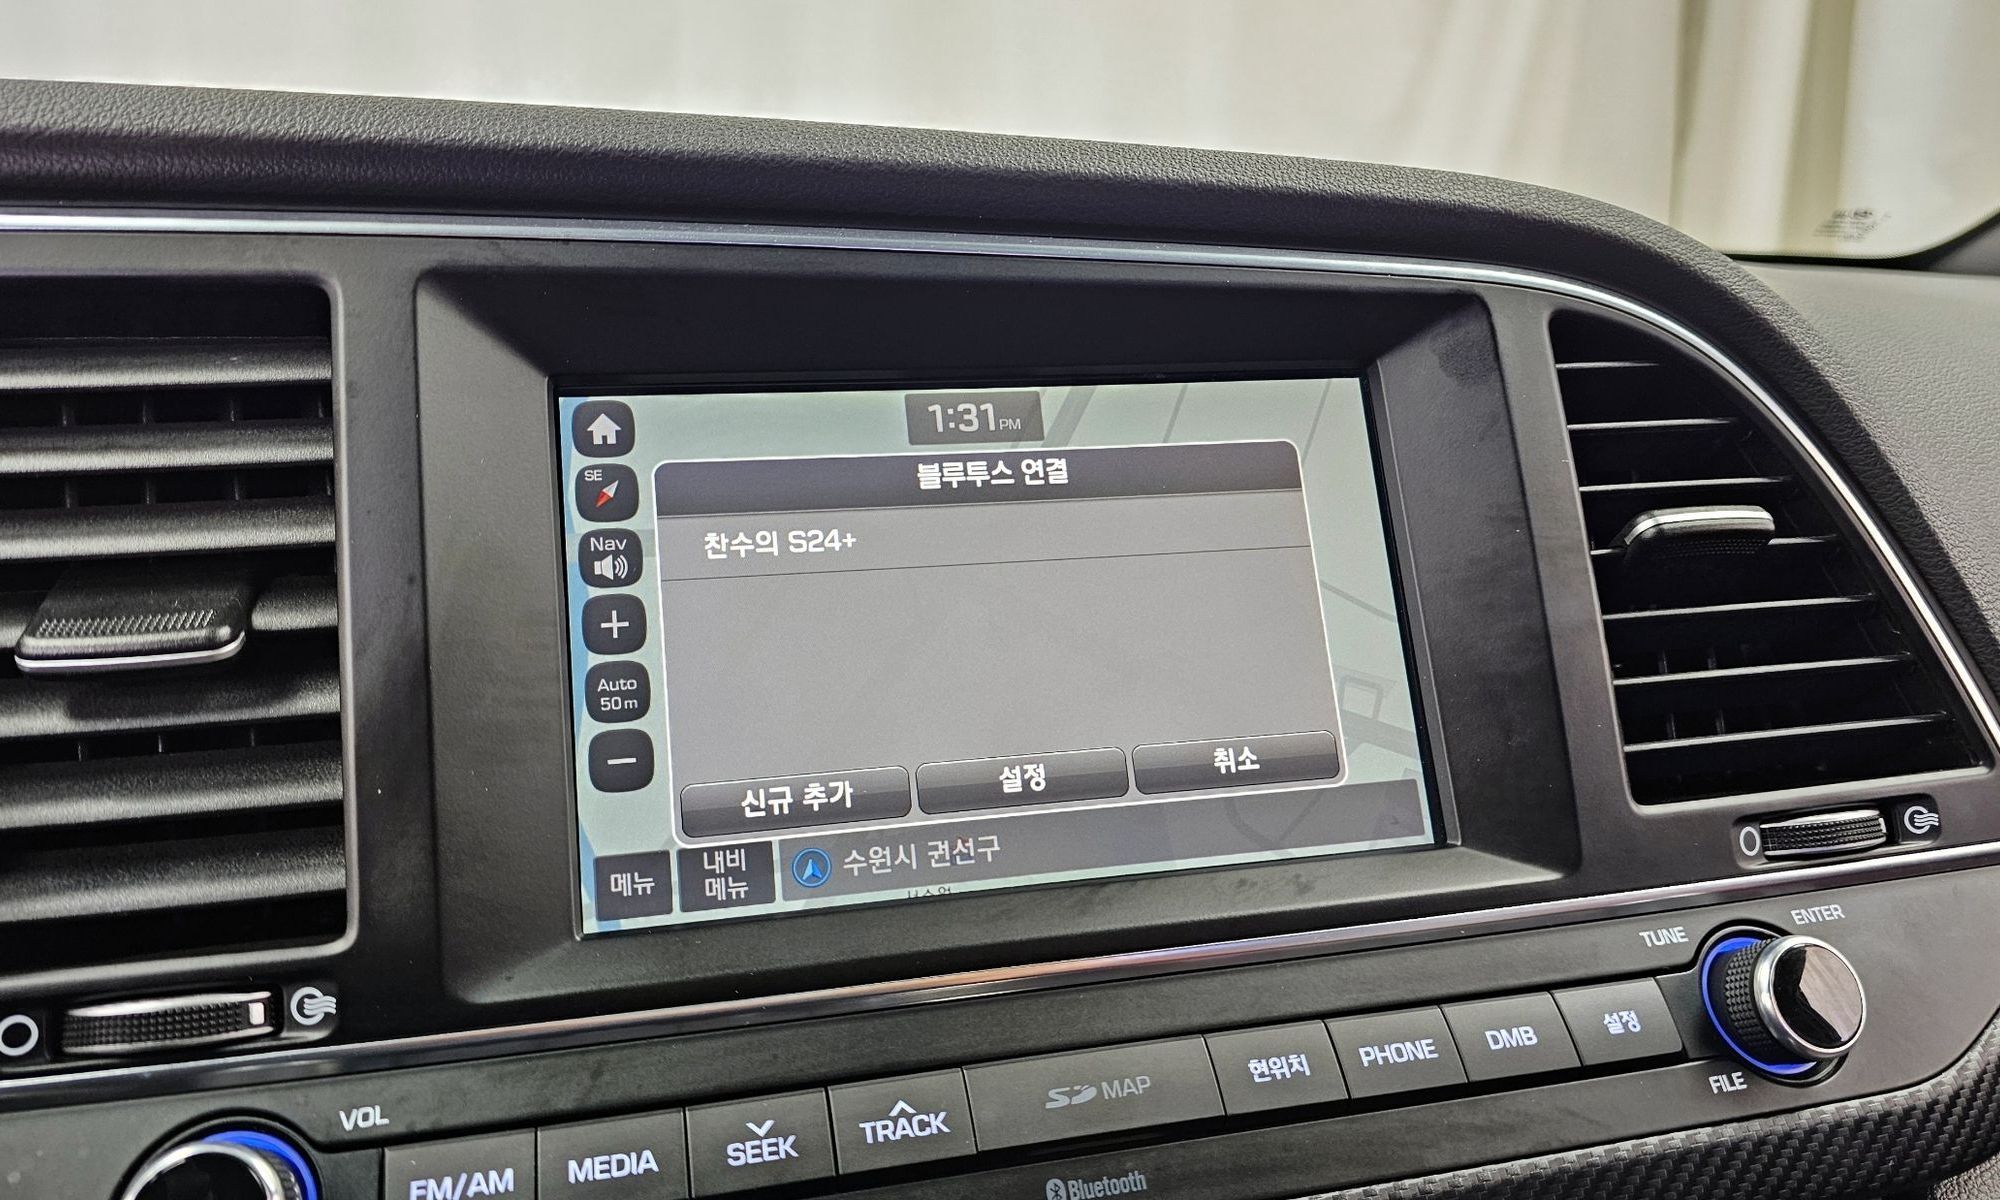 1:31 PM
SE
블루투스 연결
찬수의 S24+
Nav
Auto
50m
신규 추가
설정
취소
메뉴
내비
메뉴
수원시 권선구
VOL
FM/AM
MEDIA
SEEK
TRACK
SD MAP
현위치
PHONE
DMB
설정
TUNE
ENTER
FILE
Bluetooth